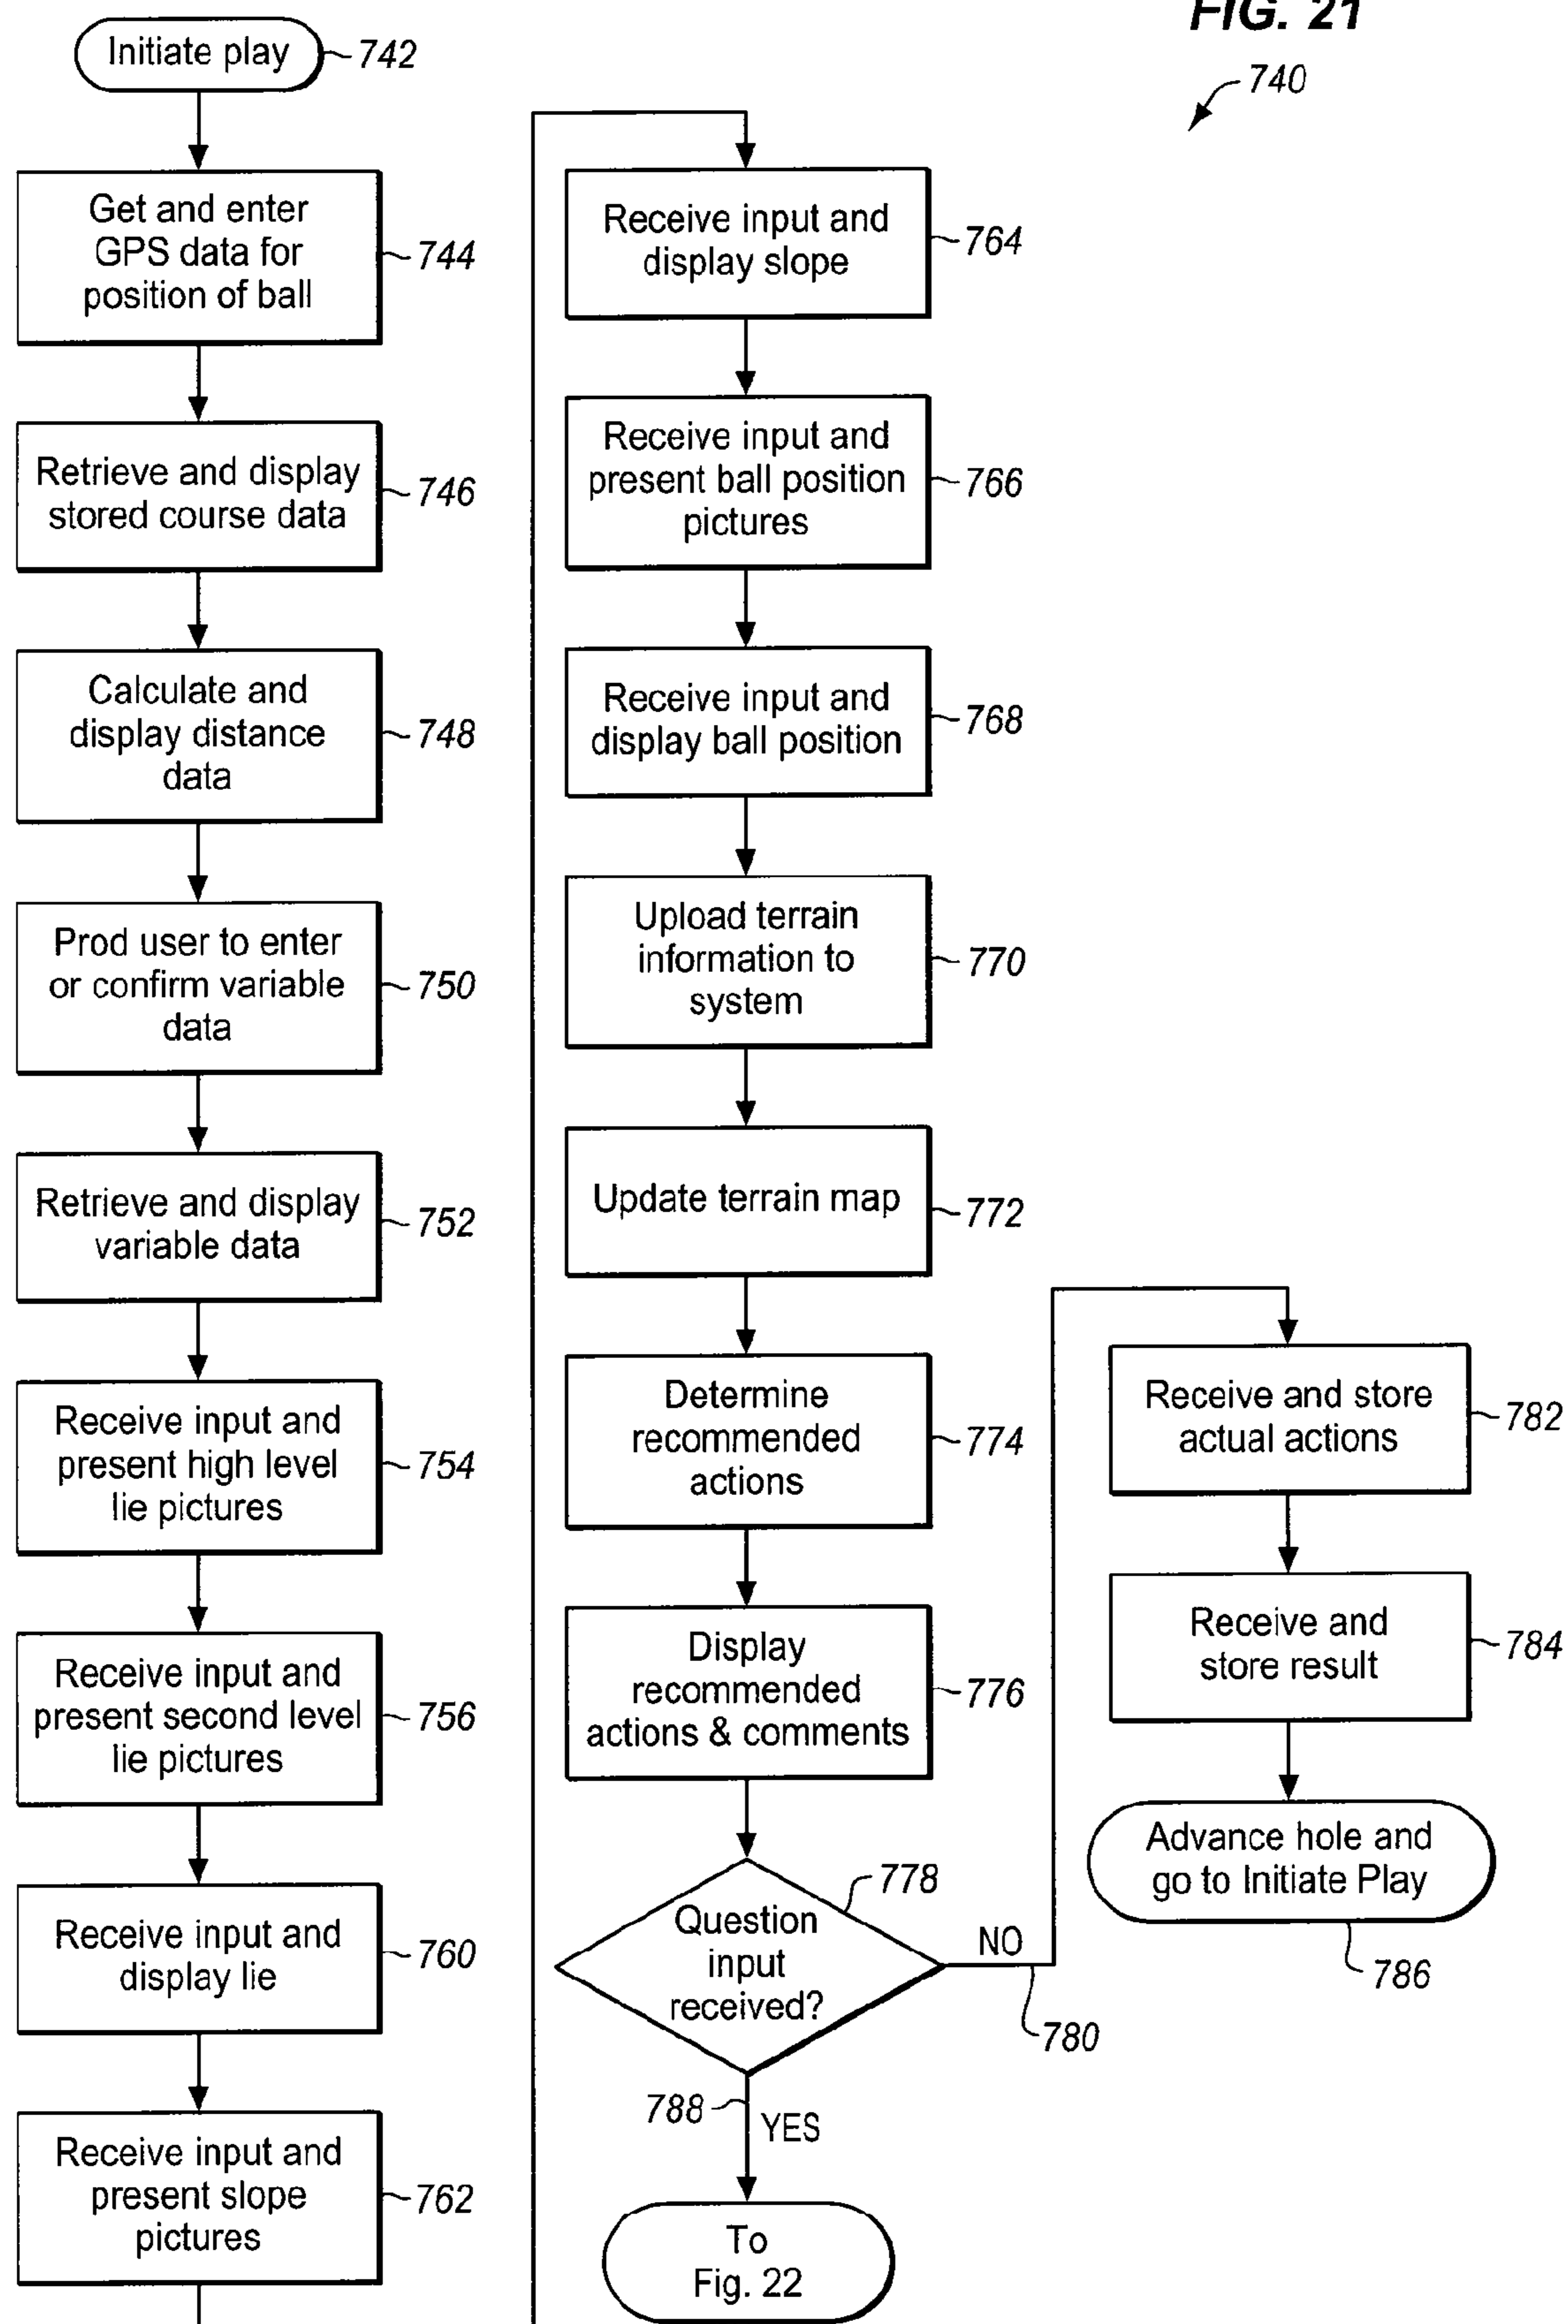 FIG. 21
740
Initiate play
742
Get and enter
GPS data for
position of ball
744
Retrieve and display
stored course data
746
Calculate and
display distance
data
748
Prod user to enter
or confirm variable
data
750
Retrieve and display
variable data
752
Receive input and
present high level
lie pictures
754
Receive input and
present second level
lie pictures
756
Receive input and
display lie
760
Receive input and
present slope
pictures
762
Receive input and
display slope
764
Receive input and
present ball position
pictures
766
Receive input and
display ball position
768
Upload terrain
information to
system
770
Update terrain map
772
Determine
recommended
actions
774
Display
recommended
actions & comments
776
Question
input
received?
778
NO
780
788
YES
To
Fig. 22
Receive and store
actual actions
782
Receive and
store result
784
Advance hole and
go to Initiate Play
786